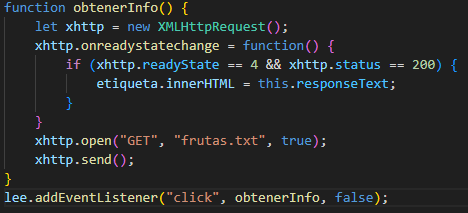 function obtenerInfo() {
    let xhttp = new XMLHttpRequest();
    xhttp.onreadystatechange = function() {
        if (xhttp.readyState == 4 && xhttp.status == 200) {
            etiqueta.innerHTML = this.responseText;
        }
    }
    xhttp.open("GET", "frutas.txt", true);
    xhttp.send();
}
lee.addEventListener("click", obtenerInfo, false);